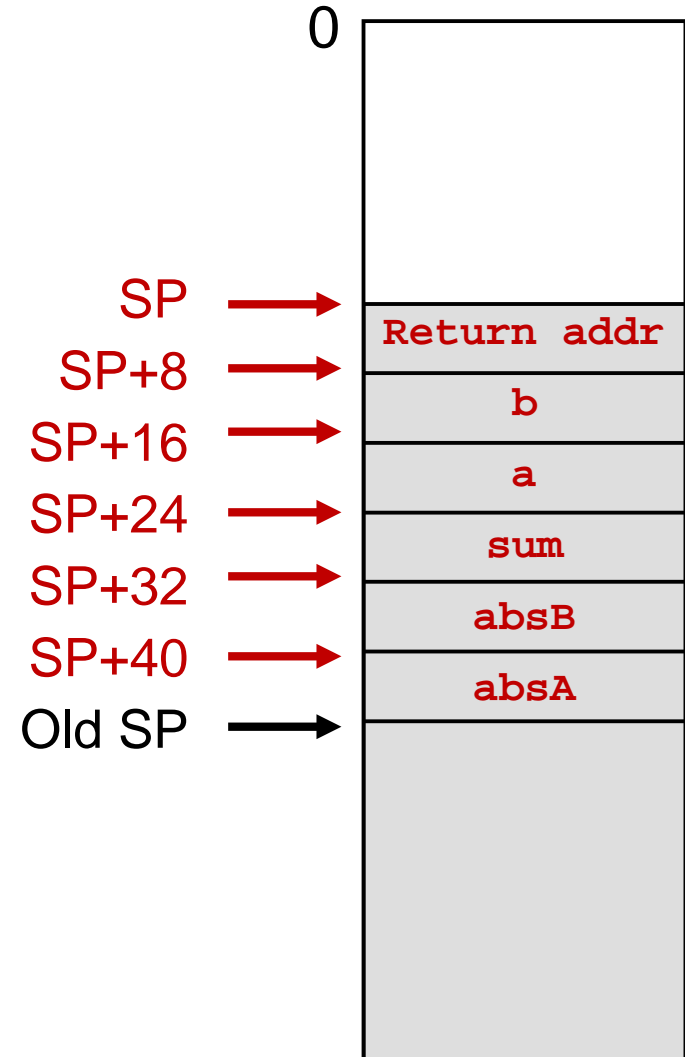 0
SP
Return addr
SP+8
b
SP+16
a
SP+24
sum
SP+32
absB
SP+40
absA
Old SP